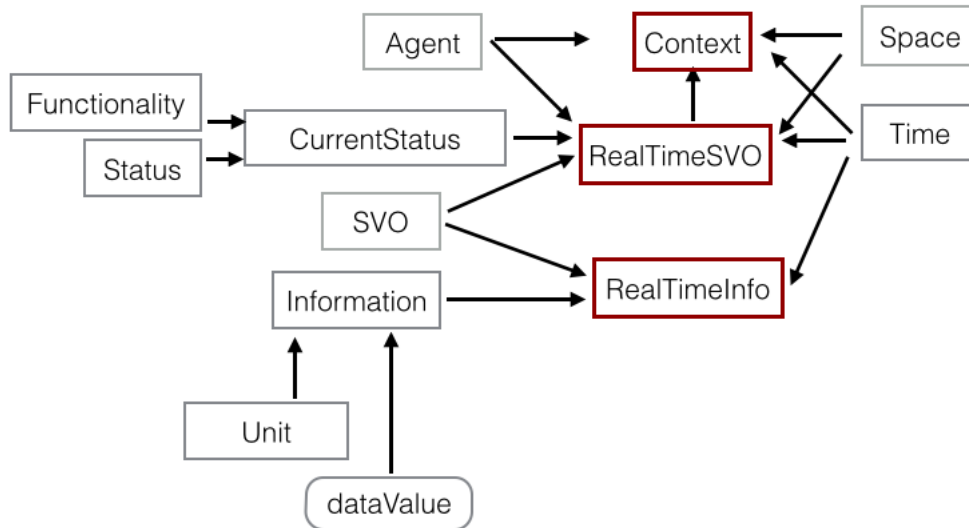 Agent
Context
Space
Functionality
CurrentStatus
RealTimeSVO
Time
Status
SVO
Information
RealTimeInfo
Unit
dataValue